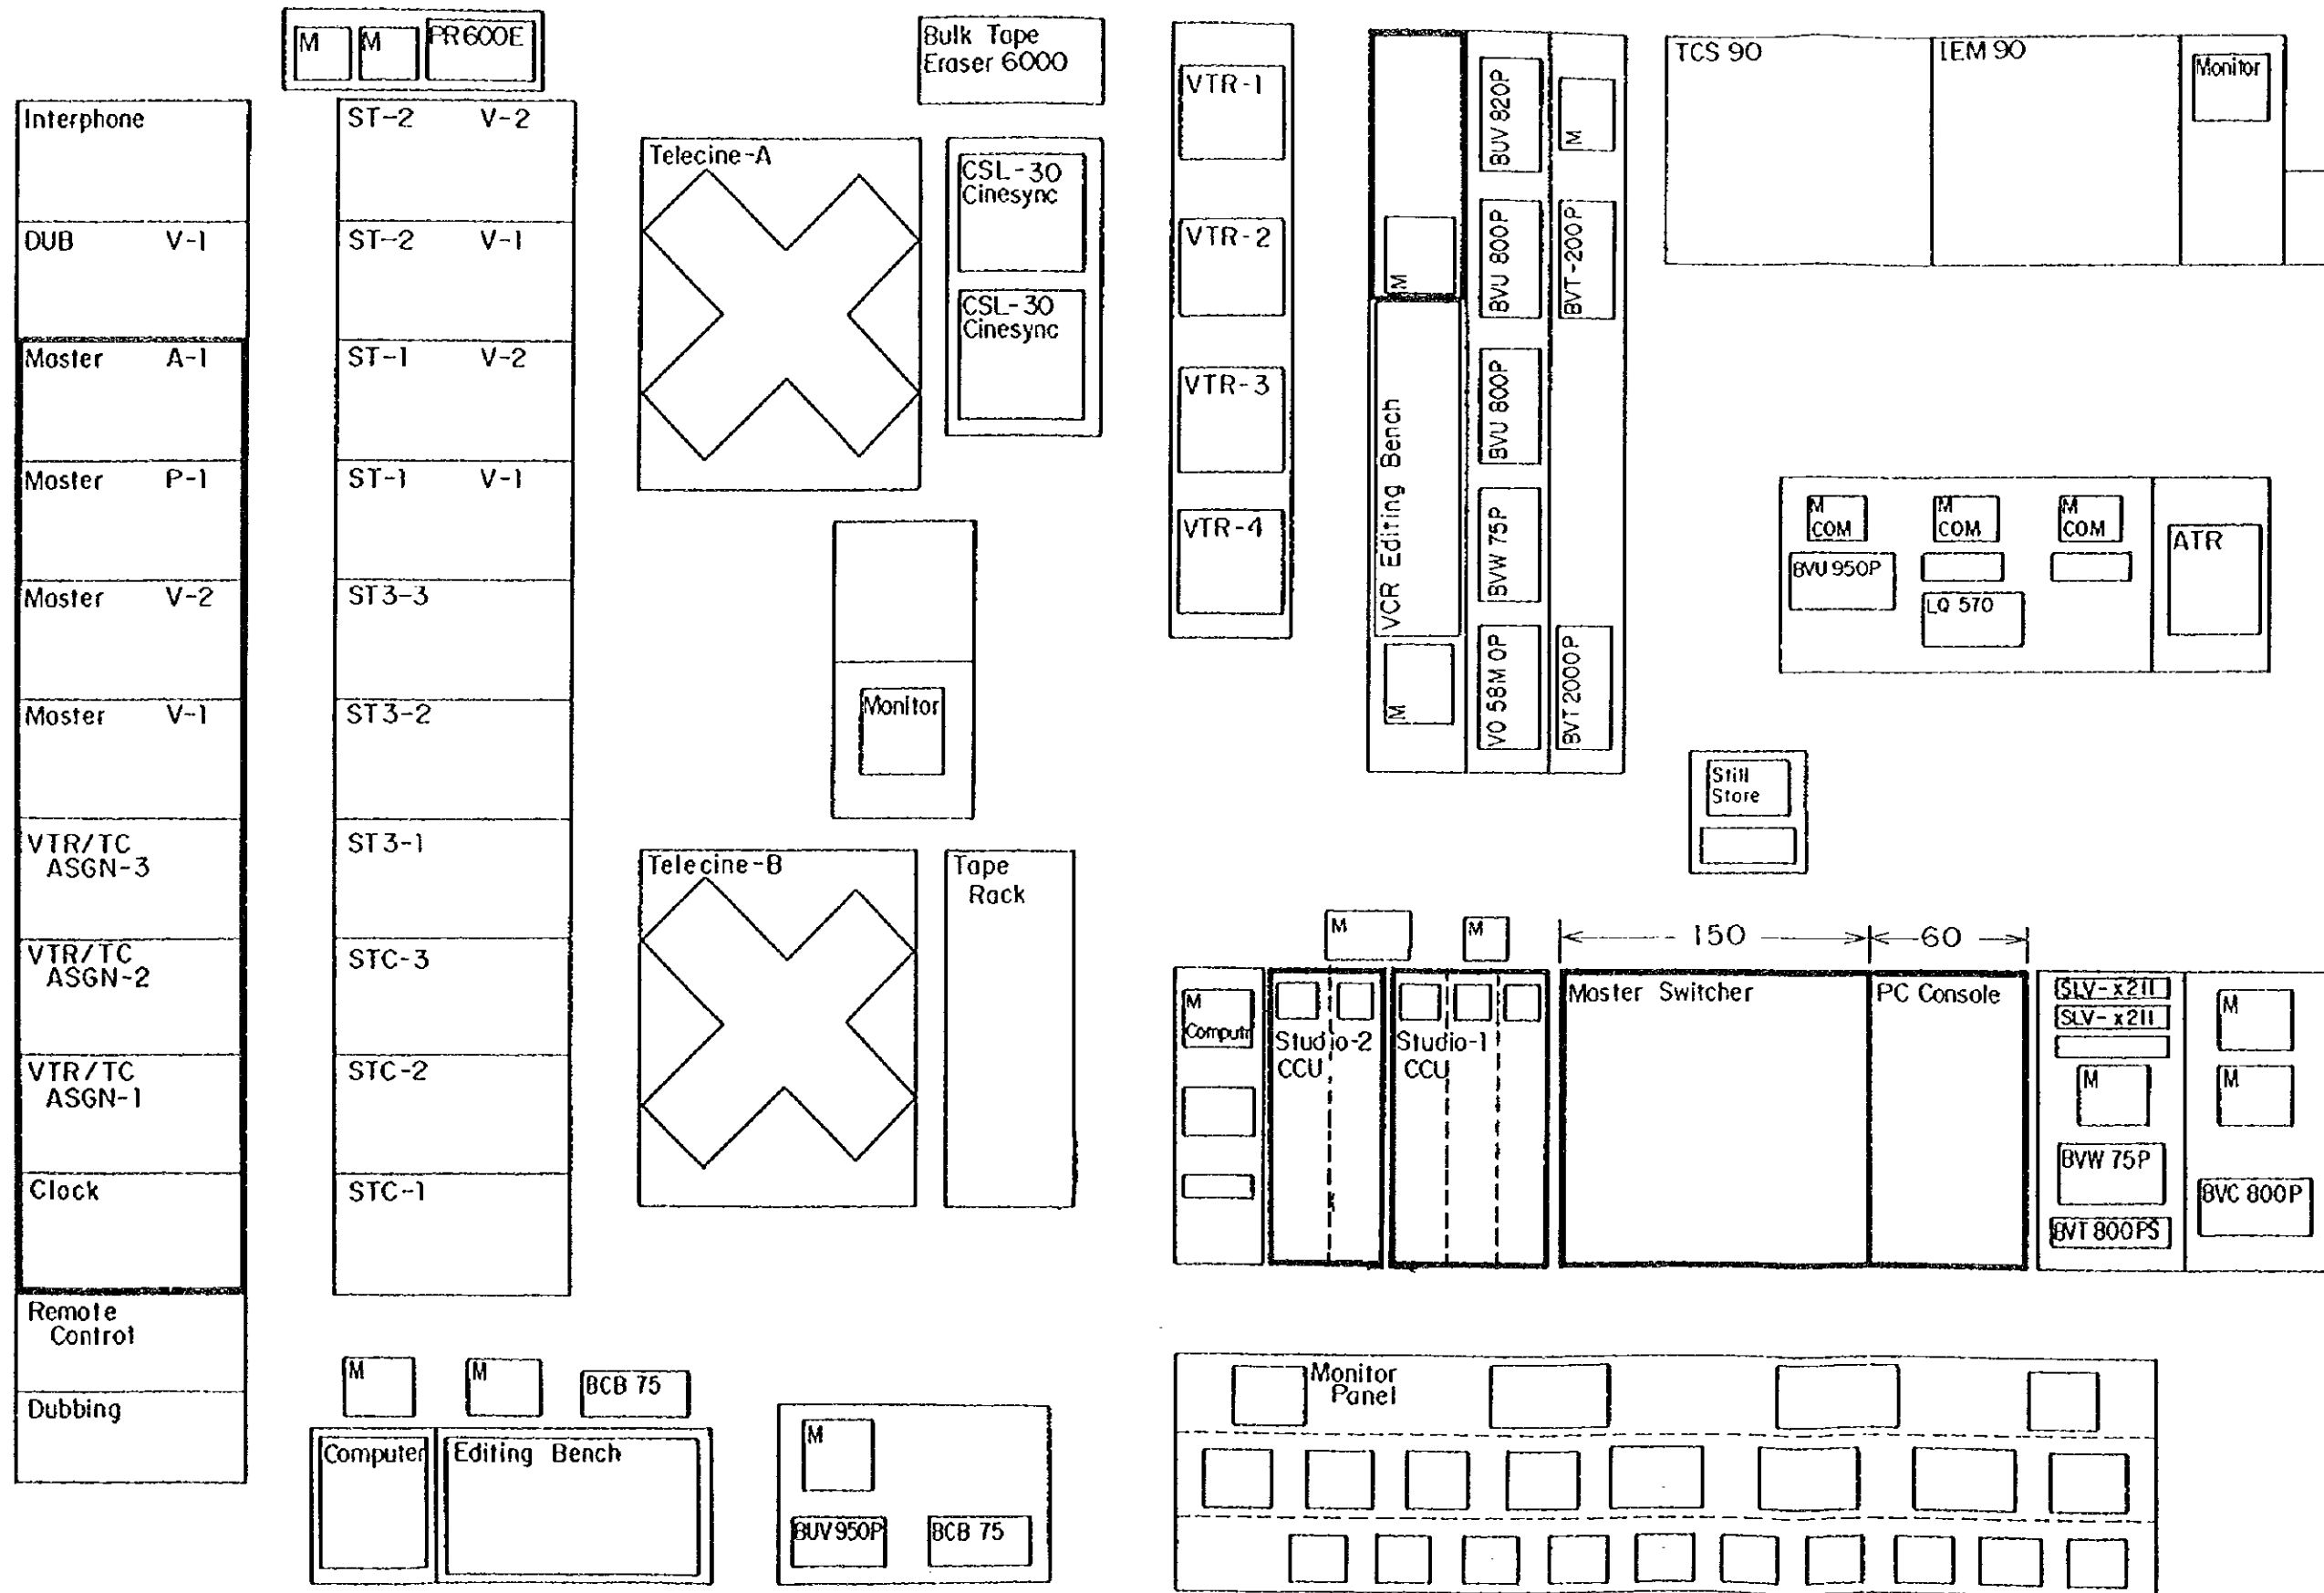 M M PR600E
Interphone
DUB V-1
Master A-1
Master P-1
Master V-2
Master V-1
VTR/TC
ASGN-3
VTR/TC
ASGN-2
VTR/TC
ASGN-1
Clock
Remote
Control
Dubbing
ST-2 V-2
ST-2 V-1
ST-1 V-2
ST-1 V-1
ST3-3
ST3-2
ST3-1
STC-3
STC-2
STC-1
M
M
BCB 75
Computer
Editing Bench
Bulk Tape
Eraser 6000
Telecine-A
CSL-30
Cinesync
CSL-30
Cinesync
Monitor
Telecine-B
Tape
Rack
M
BUV950P
BCB 75
VTR-1
VTR-2
VTR-3
VTR-4
M
VCR Editing Bench
M
BUV 820P
BVU 800P
BVU 800P
BVW 75P
VO 58M 0P
M
BVT-200P
BVT 2000P
TCS 90
IEM 90
Monitor
M
COM
M
COM
M
COM
BVU 950P
LQ 570
ATR
Still
Store
M
M
150
60
M
Computr
Studio-2
CCU
Studio-1
CCU
Master Switcher
PC Console
SLV-x211
SLV-x211
M
BVW 75P
BVT 800PS
M
M
BVC 800P
Monitor
Panel